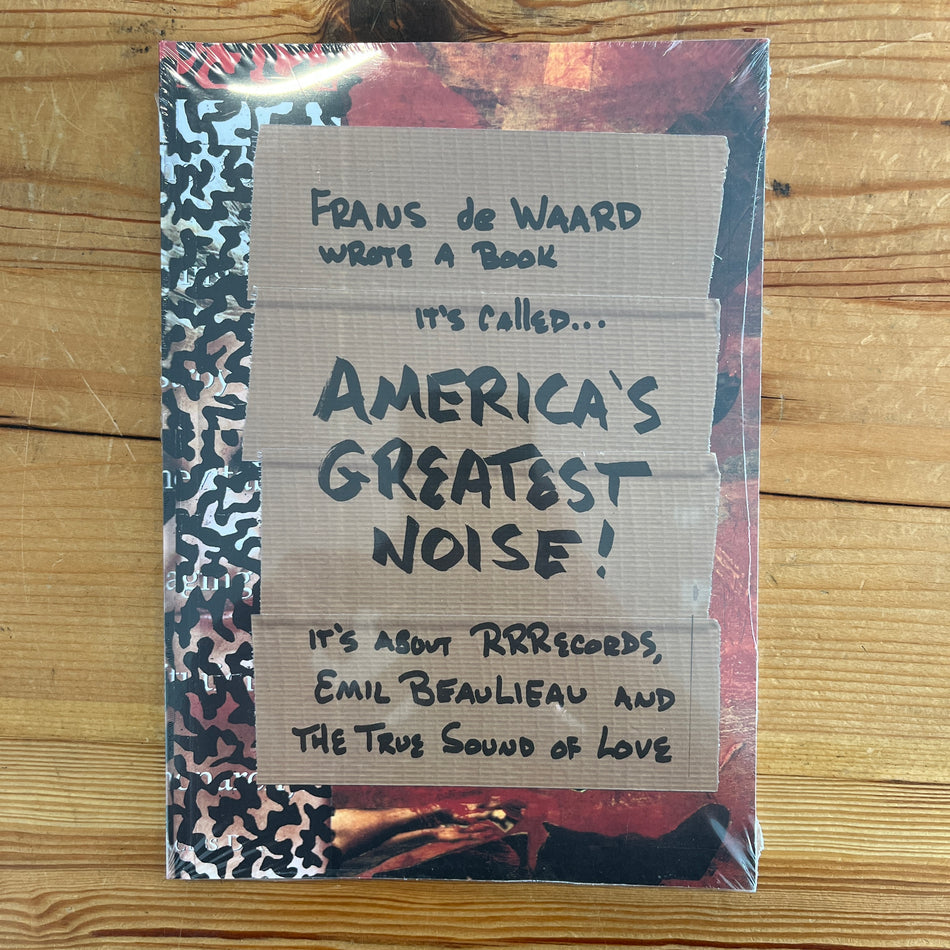 FRANS de WAARD
WROTE A BOOK
IT'S CALLED...
AMERICA'S
GREATEST
NOISE!
IT'S ABOUT RRRECORDS,
EMIL BEAULIEAU AND
THE TRUE SOUND OF LOVE
aging